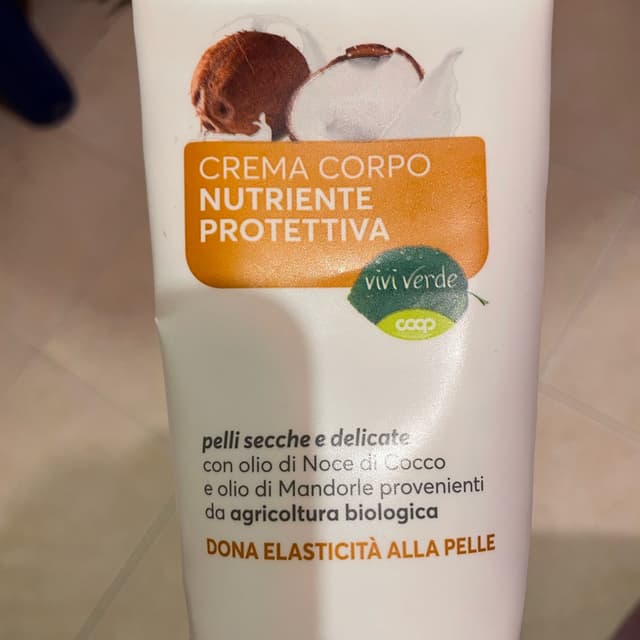 CREMA CORPO
NUTRIENTE
PROTETTIVA
vivi verde
coop
pelli secche e delicate
con olio di Noce di Cocco
e olio di Mandorle provenienti
da agricoltura biologica
DONA ELASTICITÀ ALLA PELLE